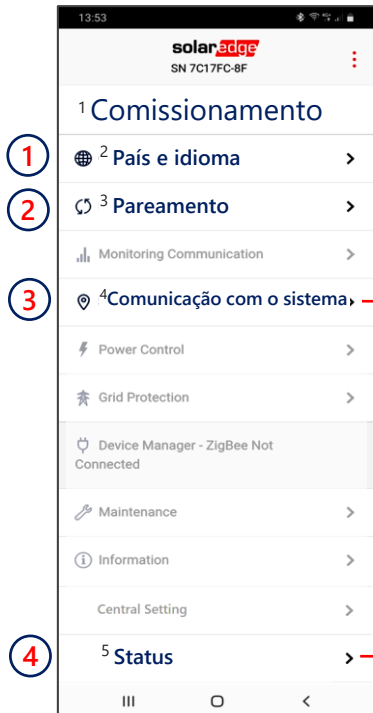 13:53
solaredge
SN 7C17FC-8F
1 Comissionamento
1
2 País e idioma
2
3 Pareamento
Monitoring Communication
3
4 Comunicação com o sistema
Power Control
Grid Protection
Device Manager - ZigBee Not
Connected
Maintenance
Information
Central Setting
4
5 Status